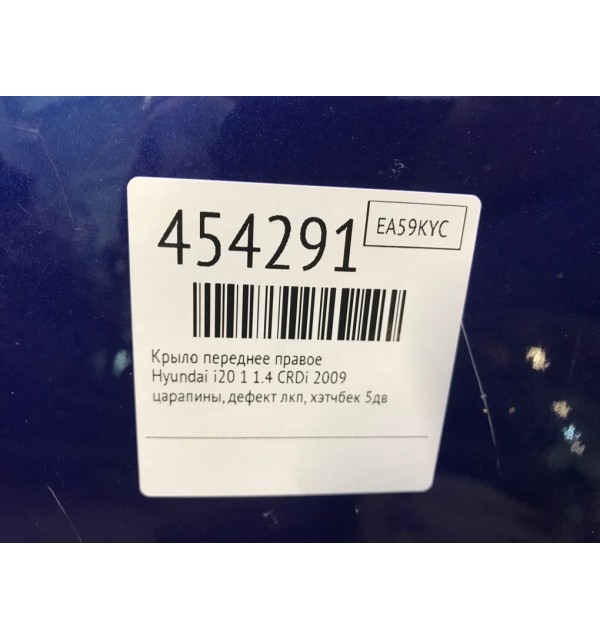 454291
EA59KYC
Крыло переднее правое
Hyundai i20 1 1.4 CRDi 2009
царапины, дефект лкп, хэтчбек 5дв